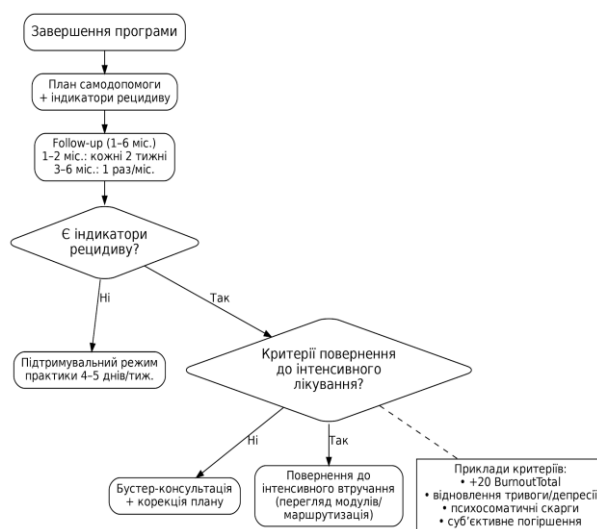 Завершення програми
План самодопомоги
+ індикатори рецидиву
Follow-up (1–6 міс.)
1–2 міс.: кожні 2 тижні
3–6 міс.: 1 раз/міс.
Є індикатори
рецидиву?
Ні
Так
Підтримувальний режим
практики 4–5 днів/тиж.
Критерії повернення
до інтенсивного
лікування?
Ні
Так
Бустер-консультація
+ корекція плану
Повернення до
інтенсивного втручання
(перегляд модулів/
маршрутизація)
Приклади критеріїв:
• +20 BurnoutTotal
• відновлення тривоги/депресії
• психосоматичні скарги
• суб’єктивне погіршення